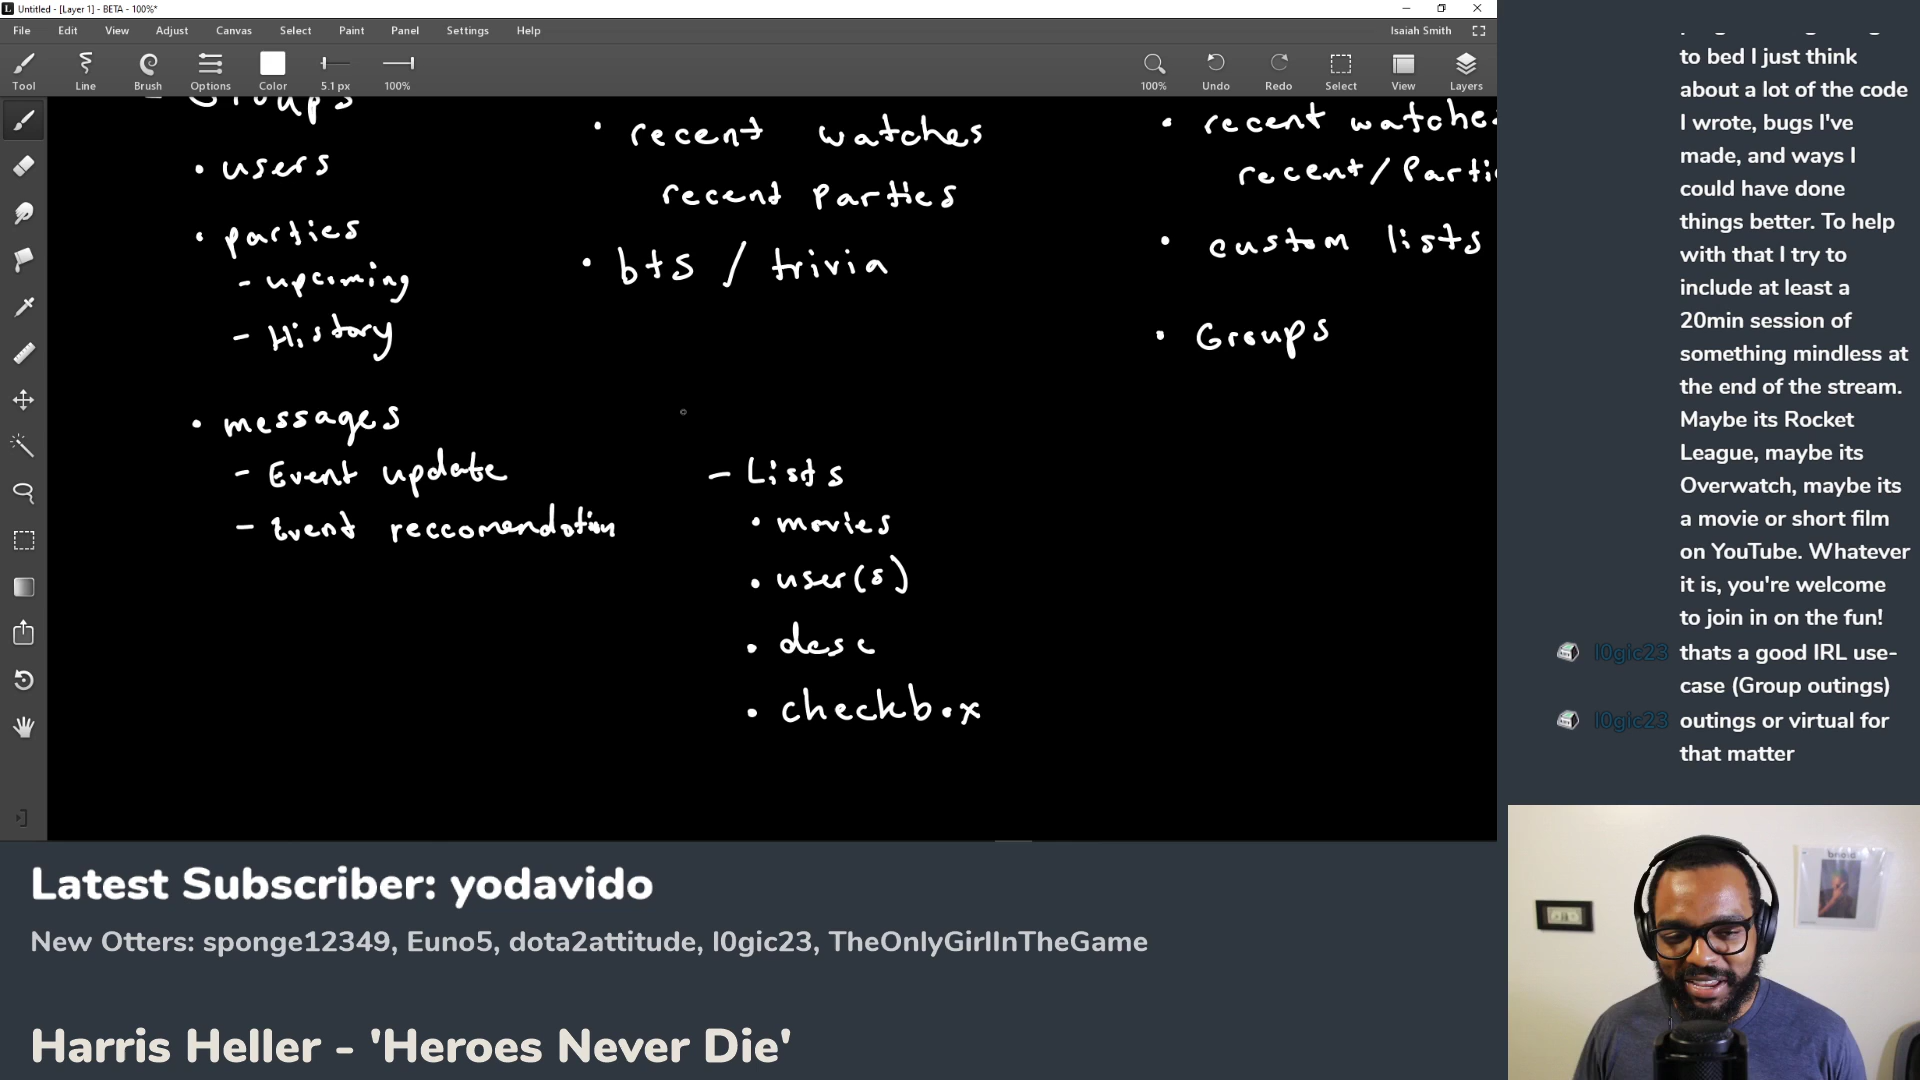 Untitled - [Layer 1] - BETA - 100%*
File Edit View Adjust Canvas Select Paint Panel Settings Help
Isaiah Smith
Tool Line Brush Options Color 5.1 px 100%
100% Undo Redo Select View Layers
- Groups
• users
• parties
- upcoming
- History
• messages
- Event update
- Event reccomendation
• recent watches
recent parties
• bts / trivia
- Lists
• movies
• user(s)
• desc
• checkbox
• recent watches
recent/Parti
• custom lists
• Groups
to bed I just think
about a lot of the code
I wrote, bugs I've
made, and ways I
could have done
things better. To help
with that I try to
include at least a
20min session of
something mindless at
the end of the stream.
Maybe its Rocket
League, maybe its
Overwatch, maybe its
a movie or short film
on YouTube. Whatever
it is, you're welcome
to join in on the fun!
l0gic23 thats a good IRL use-
case (Group outings)
l0gic23 outings or virtual for
that matter
Latest Subscriber: yodavido
New Otters: sponge12349, Euno5, dota2attitude, l0gic23, TheOnlyGirlInTheGame
Harris Heller - 'Heroes Never Die'